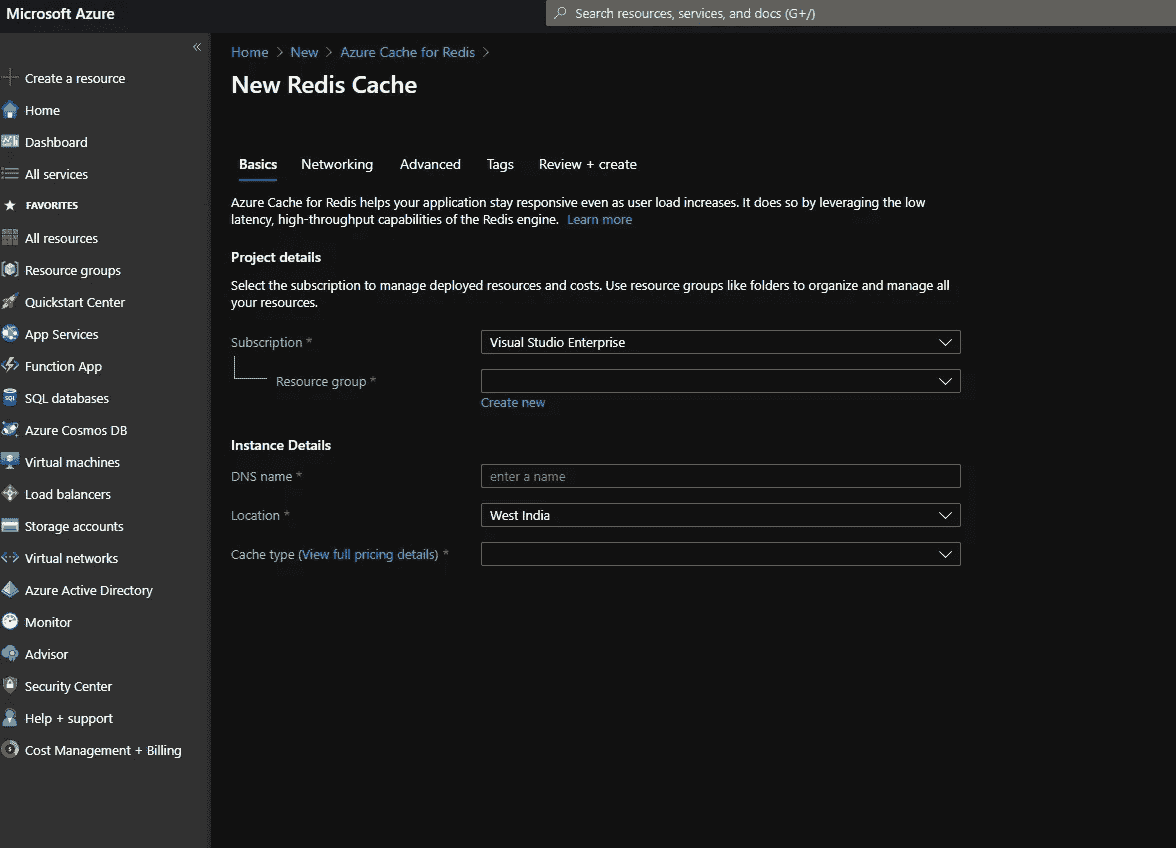 Microsoft Azure
Search resources, services, and docs (G+/)
«
Create a resource
Home
Dashboard
All services
FAVORITES
All resources
Resource groups
Quickstart Center
App Services
Function App
SQL databases
Azure Cosmos DB
Virtual machines
Load balancers
Storage accounts
Virtual networks
Azure Active Directory
Monitor
Advisor
Security Center
Help + support
Cost Management + Billing
Home > New > Azure Cache for Redis >
New Redis Cache
Basics Networking Advanced Tags Review + create
Azure Cache for Redis helps your application stay responsive even as user load increases. It does so by leveraging the low
latency, high-throughput capabilities of the Redis engine. Learn more
Project details
Select the subscription to manage deployed resources and costs. Use resource groups like folders to organize and manage all
your resources.
Subscription * Visual Studio Enterprise
Resource group *
Create new
Instance Details
DNS name * enter a name
Location * West India
Cache type (View full pricing details) *